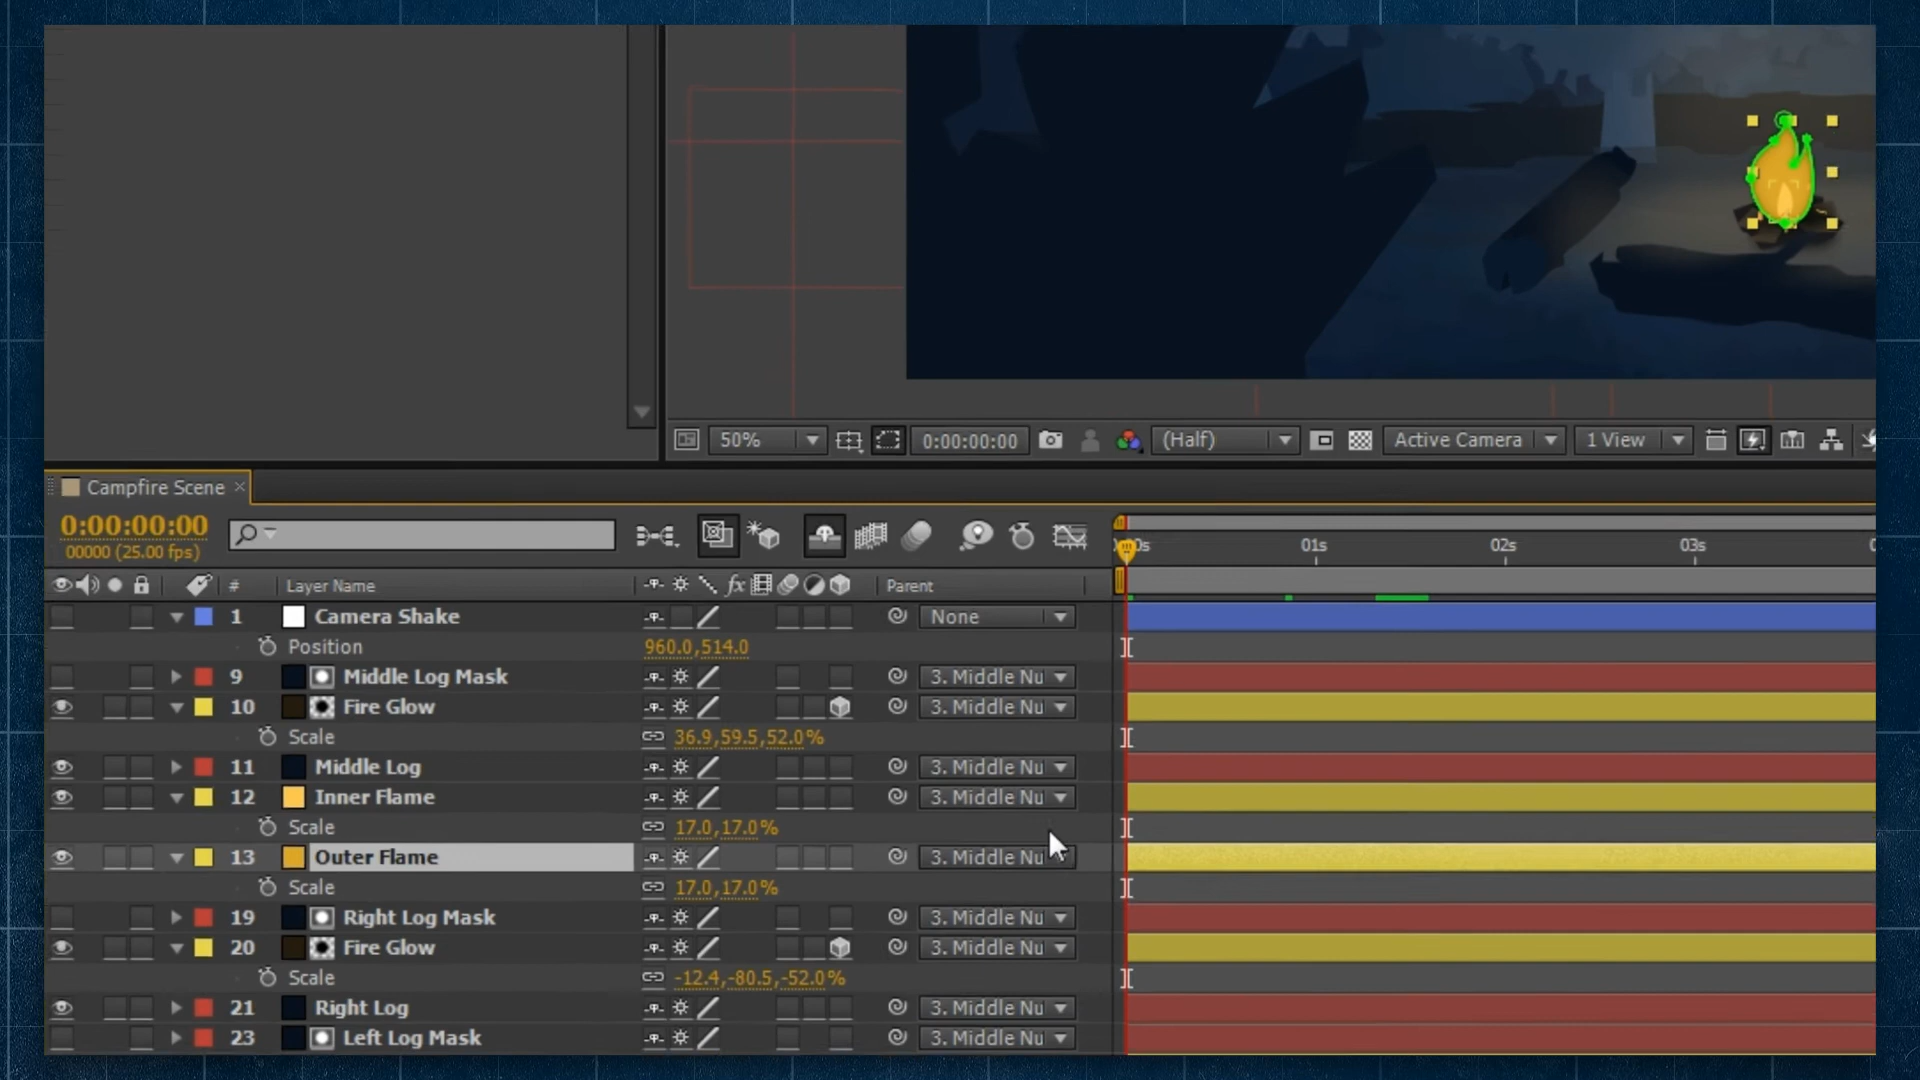 50%
0:00:00:00
(Half)
Active Camera
1 View
Campfire Scene ×
0:00:00:00
00000 (25.00 fps)
01s
02s
03s
# Layer Name
fx
Parent
1 Camera Shake None
Position 960.0,514.0
9 Middle Log Mask 3. Middle Nu
10 Fire Glow 3. Middle Nu
Scale 36.9,59.5,52.0%
11 Middle Log 3. Middle Nu
12 Inner Flame 3. Middle Nu
Scale 17.0,17.0%
13 Outer Flame 3. Middle Nu
Scale 17.0,17.0%
19 Right Log Mask 3. Middle Nu
20 Fire Glow 3. Middle Nu
Scale -12.4,-80.5,-52.0%
21 Right Log 3. Middle Nu
23 Left Log Mask 3. Middle Nu